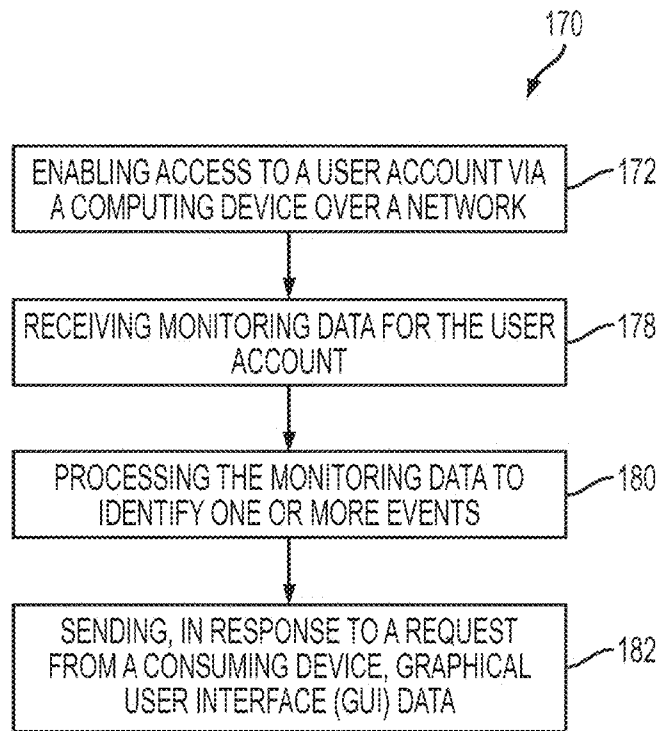 170
ENABLING ACCESS TO A USER ACCOUNT VIA
A COMPUTING DEVICE OVER A NETWORK
172
RECEIVING MONITORING DATA FOR THE USER
ACCOUNT
178
PROCESSING THE MONITORING DATA TO
IDENTIFY ONE OR MORE EVENTS
180
SENDING, IN RESPONSE TO A REQUEST
FROM A CONSUMING DEVICE, GRAPHICAL
USER INTERFACE (GUI) DATA
182